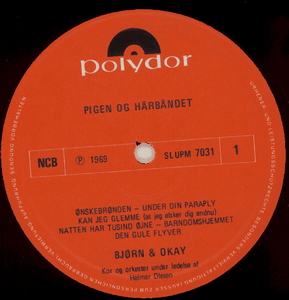 polydor
PIGEN OG HÅRBÅNDET
NCB
Ⓟ 1969
SLUPM 7031
1
ØNSKEBRØNDEN – UNDER DIN PARAPLY
KAN JEG GLEMME (at jeg elsker dig endnu)
NATTEN HAR TUSIND ØJNE – BARNDOMSHJEMMET
DEN GULE FLYVER
BJØRN & OKAY
Kor og orkester under ledelse af
Helmer Olesen